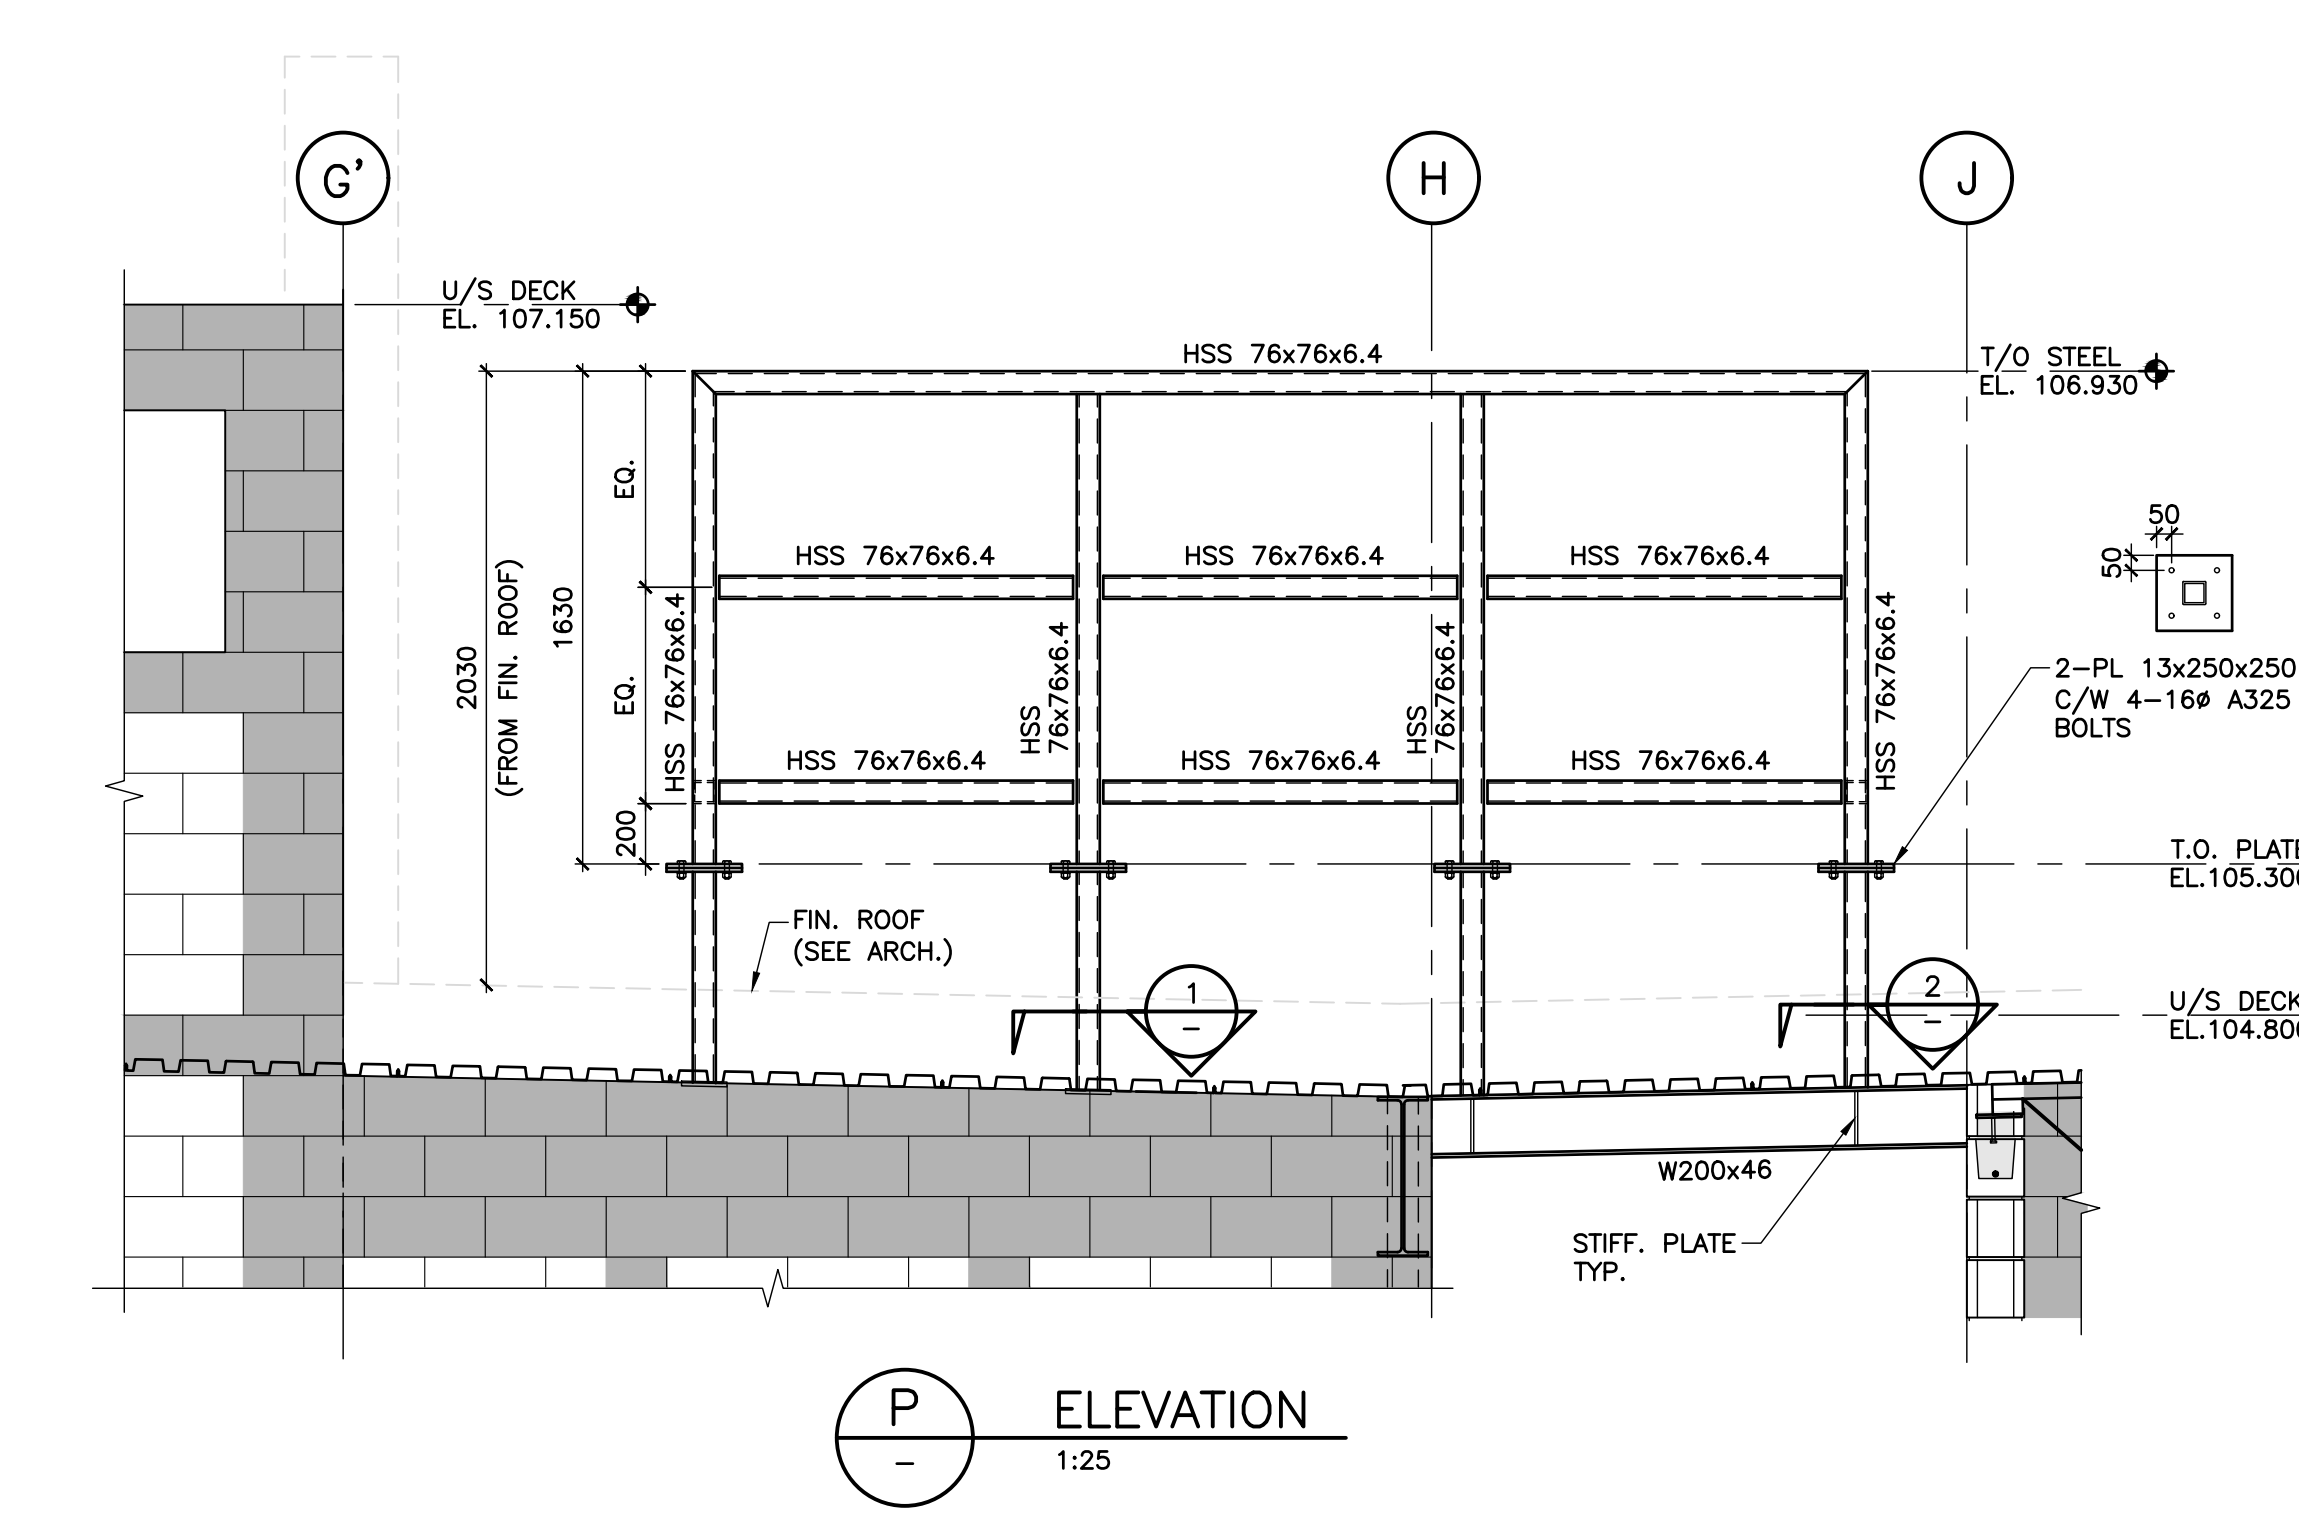 G'
H
J
U/S DECK
EL. 107.150
HSS 76x76x6.4
T/O STEEL
EL. 106.930
EQ.
50
50
HSS 76x76x6.4
HSS 76x76x6.4
HSS 76x76x6.4
2030
(FROM FIN. ROOF)
1630
EQ.
HSS 76x76x6.4
HSS
76x76x6.4
HSS
76x76x6.4
HSS 76x76x6.4
2-PL 13x250x250
C/W 4-16ø A325
BOLTS
HSS 76x76x6.4
HSS 76x76x6.4
HSS 76x76x6.4
200
T.O. PLATE
EL.105.300
FIN. ROOF
(SEE ARCH.)
1
-
2
-
U/S DECK
EL.104.800
W200x46
STIFF. PLATE
TYP.
P
-
ELEVATION
1:25